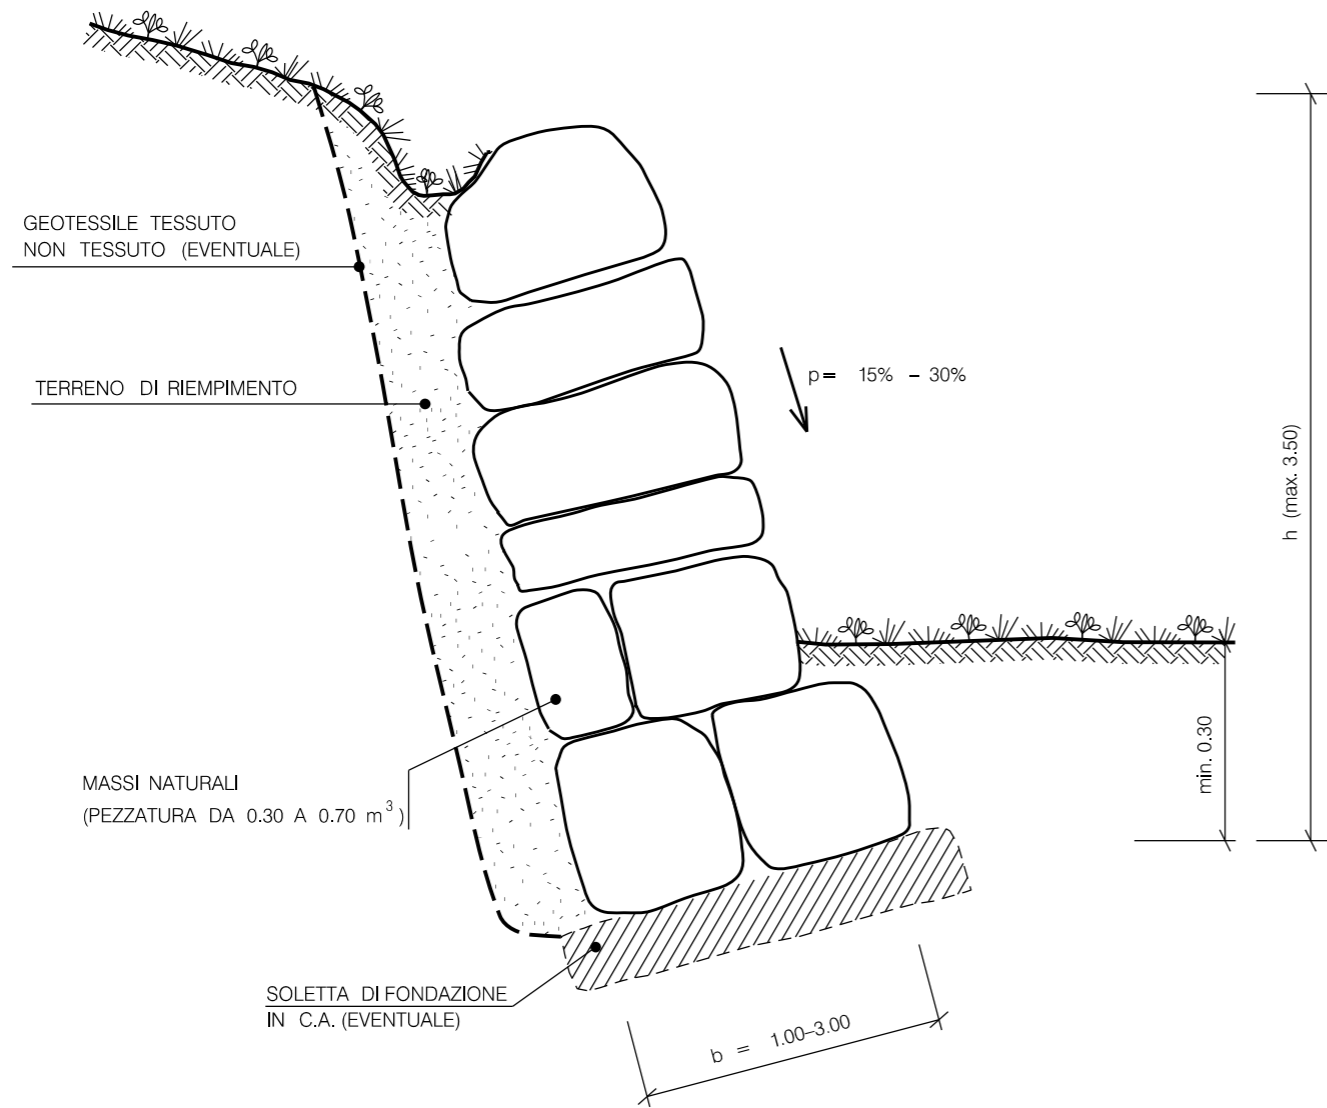 GEOTESSILE TESSUTO
NON TESSUTO (EVENTUALE)
TERRENO DI RIEMPIMENTO
p= 15% – 30%
h (max. 3.50)
min. 0.30
MASSI NATURALI
(PEZZATURA DA 0.30 A 0.70 m³)
SOLETTA DI FONDAZIONE
IN C.A. (EVENTUALE)
b = 1.00–3.00